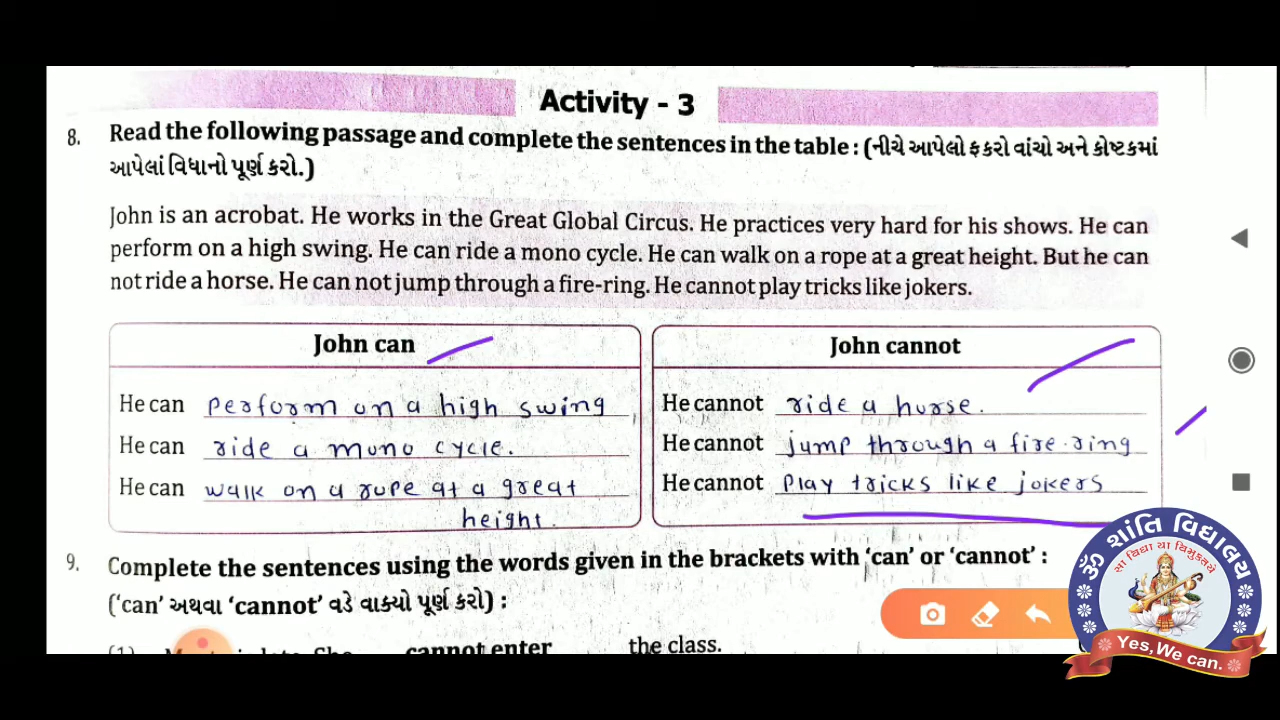 Activity - 3
8. Read the following passage and complete the sentences in the table : (નીચે આપેલો ફકરો વાંચો અને કોષ્ટકમાં
આપેલાં વિધાનો પૂર્ણ કરો.)
John is an acrobat. He works in the Great Global Circus. He practices very hard for his shows. He can
perform on a high swing. He can ride a mono cycle. He can walk on a rope at a great height. But he can
not ride a horse. He can not jump through a fire-ring. He cannot play tricks like jokers.
John can
He can perform on a high swing
He can ride a mono cycle.
He can walk on a rope at a great
height.
John cannot
He cannot ride a horse.
He cannot jump through a fire-ring
He cannot play tricks like jokers
9. Complete the sentences using the words given in the brackets with ‘can’ or ‘cannot’ :
(‘can’ અથવા ‘cannot’ વડે વાક્યો પૂર્ણ કરો) :
cannot enter the class.
ૐ શાંતિ વિદ્યાલય
સા વિદ્યા યા વિમુક્તયે
Yes, We can.